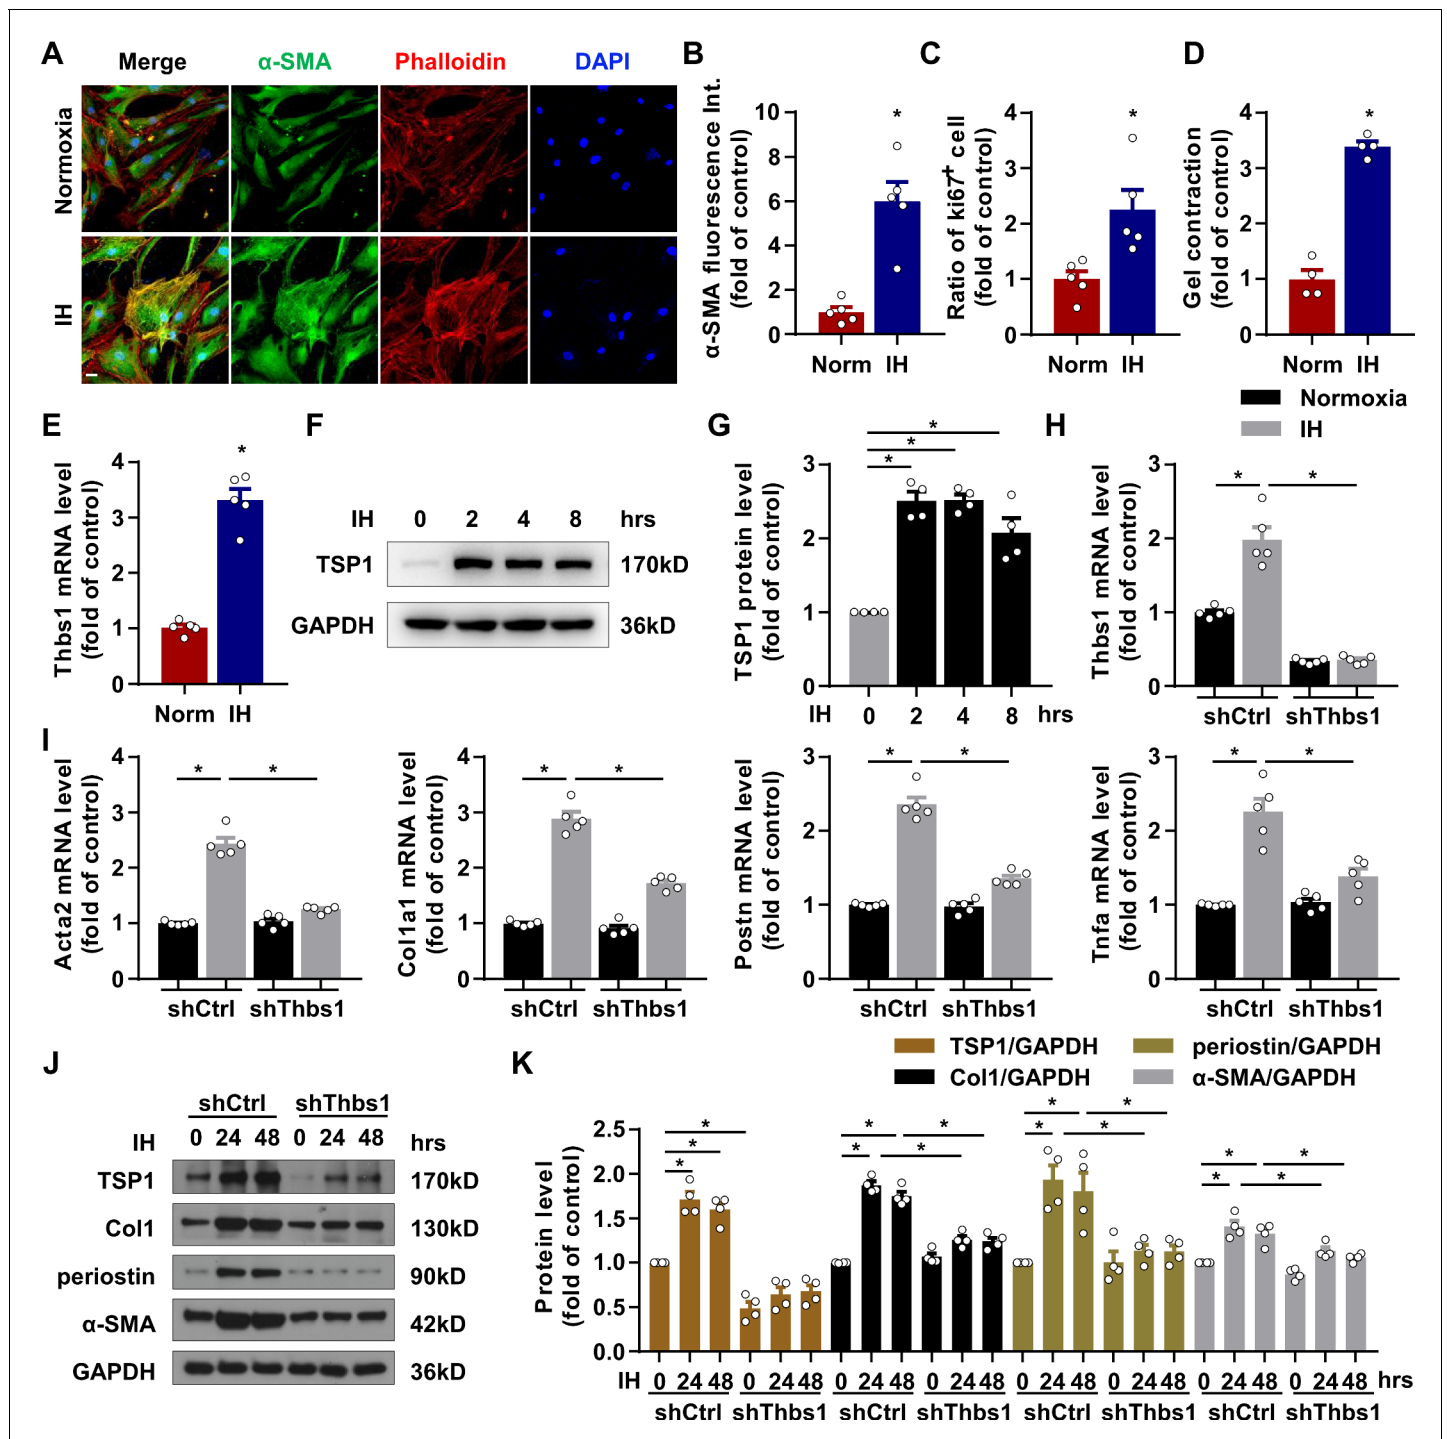 A
Merge α-SMA Phalloidin DAPI
Normoxia
IH
B
α-SMA fluorescence Int.
(fold of control)
10
8
6
4
2
0
*
Norm IH
C
Ratio of ki67+ cell
(fold of control)
4
3
2
1
0
*
Norm IH
D
Gel contraction
(fold of control)
4
3
2
1
0
*
Norm IH
E
Thbs1 mRNA level
(fold of control)
4
3
2
1
0
*
Norm IH
F
IH 0 2 4 8 hrs
TSP1 170kD
GAPDH 36kD
G
TSP1 protein level
(fold of control)
3
2
1
0
* * *
IH 0 2 4 8 hrs
H
Normoxia
IH
Thbs1 mRNA level
(fold of control)
3
2
1
0
* *
shCtrl shThbs1
I
Acta2 mRNA level
(fold of control)
4
3
2
1
0
* *
shCtrl shThbs1
Col1a1 mRNA level
(fold of control)
4
3
2
1
0
* *
shCtrl shThbs1
Postn mRNA level
(fold of control)
3
2
1
0
* *
shCtrl shThbs1
Tnfa mRNA level
(fold of control)
3
2
1
0
* *
shCtrl shThbs1
J
shCtrl shThbs1
IH 0 24 48 0 24 48 hrs
TSP1 170kD
Col1 130kD
periostin 90kD
α-SMA 42kD
GAPDH 36kD
K
TSP1/GAPDH periostin/GAPDH
Col1/GAPDH α-SMA/GAPDH
Protein level
(fold of control)
2.5
2.0
1.5
1.0
0.5
0.0
* * * * * * * * * * * * * * *
IH 0 24 48 0 24 48 0 24 48 0 24 48 0 24 48 0 24 48 0 24 48 0 24 48 hrs
shCtrl shThbs1 shCtrl shThbs1 shCtrl shThbs1 shCtrl shThbs1